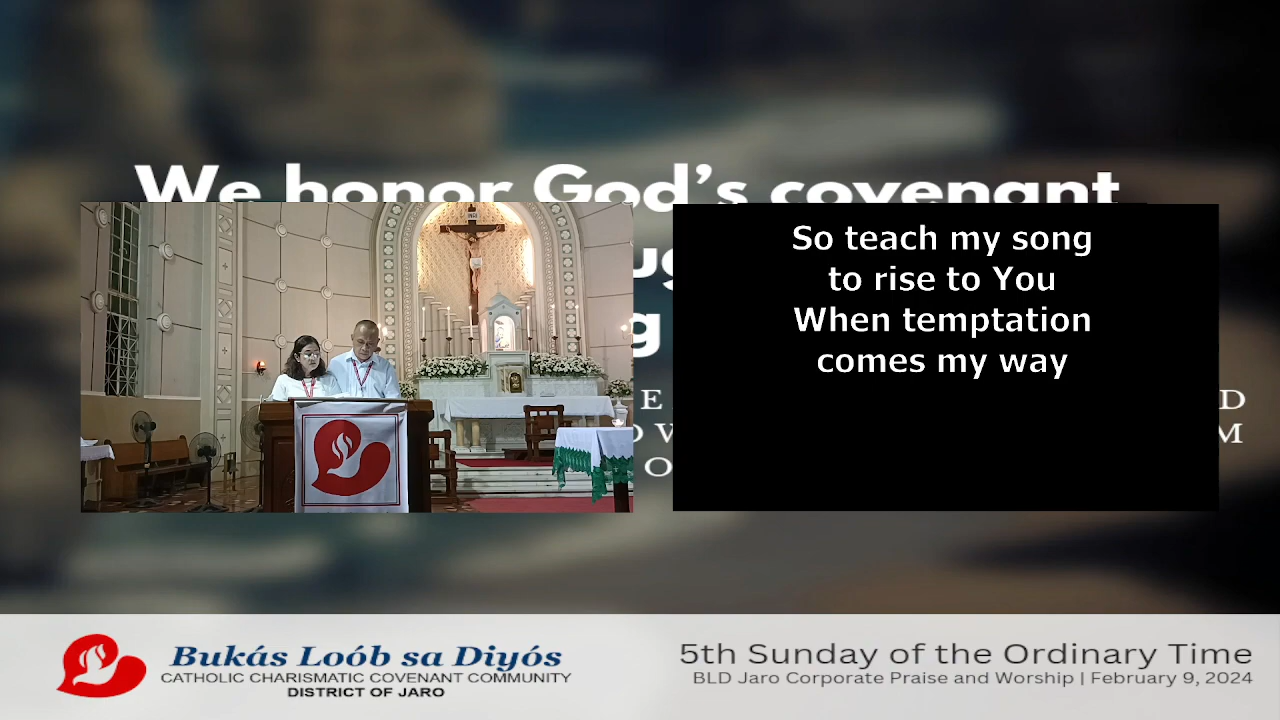 We honor God's covenant
INRI
So teach my song
to rise to You
When temptation
comes my way
Bukás Loób sa Diyós
CATHOLIC CHARISMATIC COVENANT COMMUNITY
DISTRICT OF JARO
5th Sunday of the Ordinary Time
BLD Jaro Corporate Praise and Worship | February 9, 2024